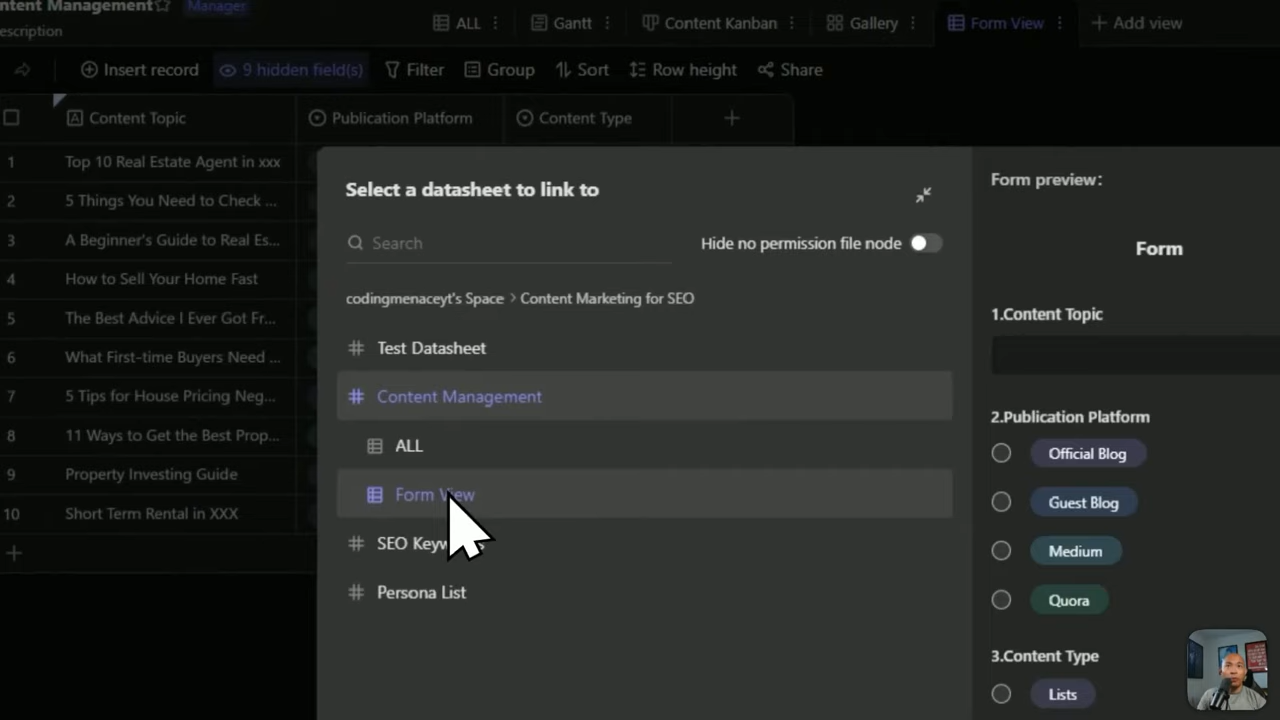 ntent Management
Manager
escription
ALL
Gantt
Content Kanban
Gallery
Form View
Add view
Insert record
9 hidden field(s)
Filter
Group
Sort
Row height
Share
Content Topic
Publication Platform
Content Type
1 Top 10 Real Estate Agent in xxx
2 5 Things You Need to Check ...
3 A Beginner's Guide to Real Es...
4 How to Sell Your Home Fast
5 The Best Advice I Ever Got Fr...
6 What First-time Buyers Need ...
7 5 Tips for House Pricing Neg...
8 11 Ways to Get the Best Prop...
9 Property Investing Guide
10 Short Term Rental in XXX
Select a datasheet to link to
Search
Hide no permission file node
codingmenaceyt's Space > Content Marketing for SEO
Test Datasheet
Content Management
ALL
Form View
SEO Keyw
Persona List
Form preview:
Form
1.Content Topic
2.Publication Platform
Official Blog
Guest Blog
Medium
Quora
3.Content Type
Lists